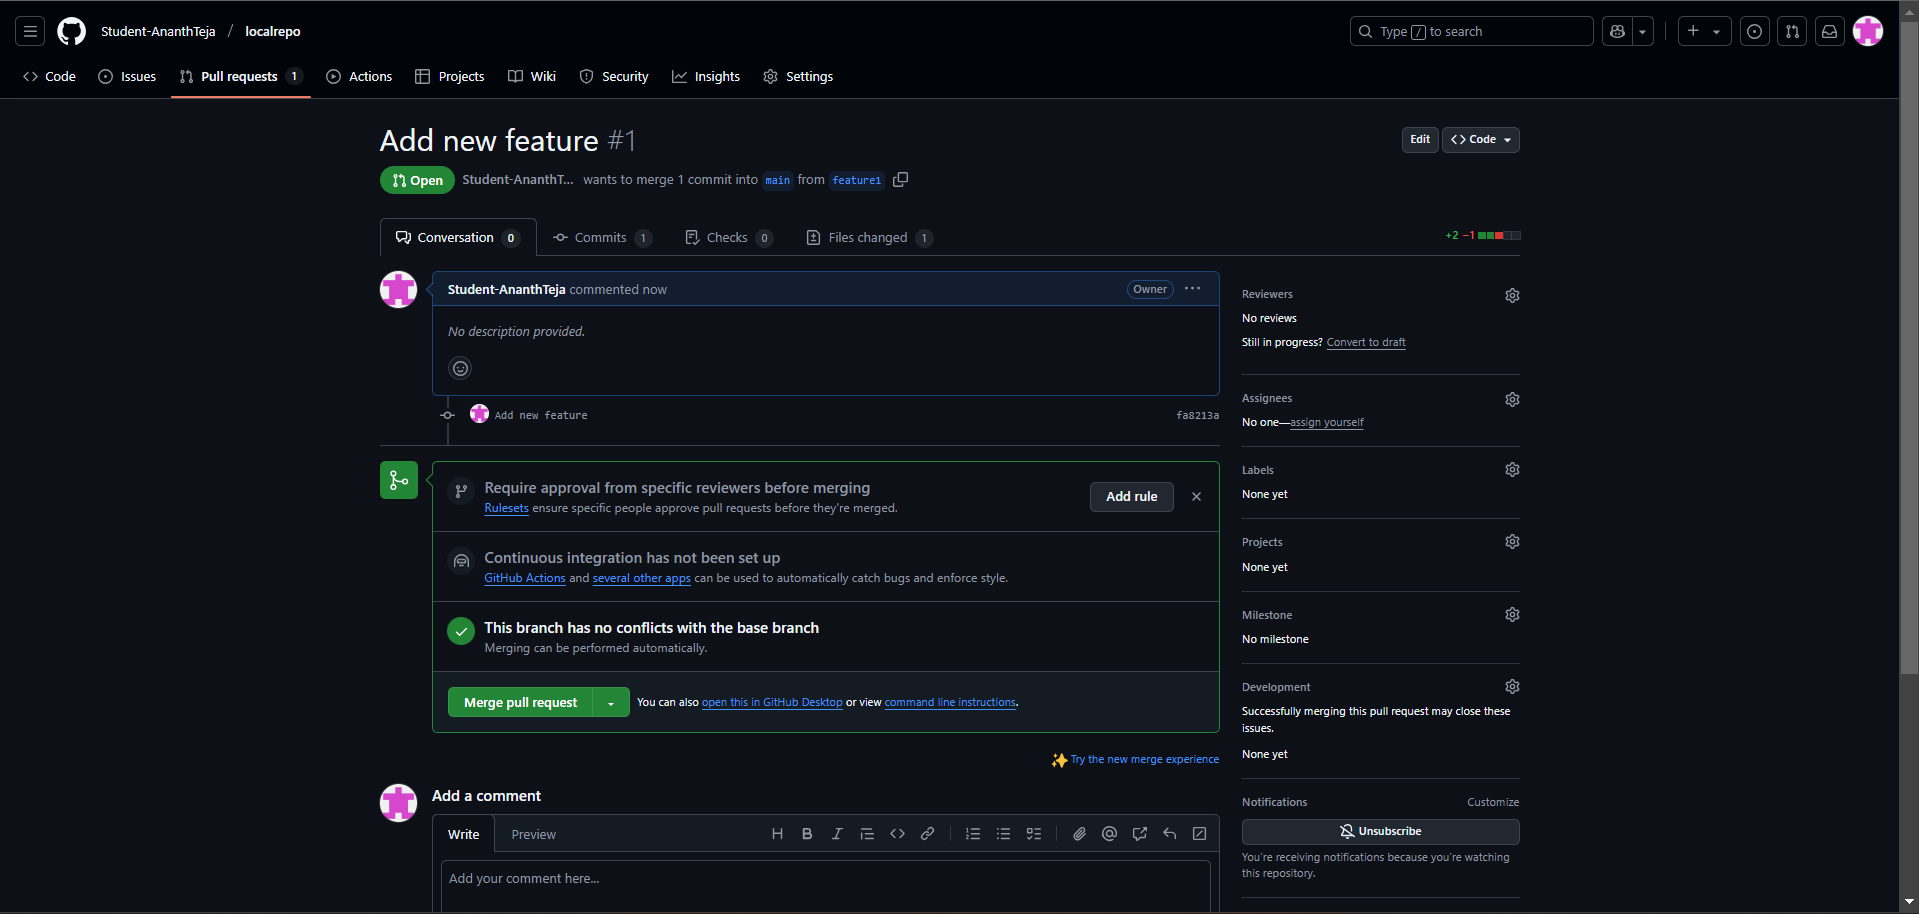 Student-AnanthTeja / localrepo
Type / to search
Code Issues Pull requests 1 Actions Projects Wiki Security Insights Settings
Add new feature #1
Edit Code
Open Student-AnanthT... wants to merge 1 commit into main from feature1
Conversation 0 Commits 1 Checks 0 Files changed 1
+2 −1
Student-AnanthTeja commented now Owner
No description provided.
Add new feature fa8213a
Require approval from specific reviewers before merging
Rulesets ensure specific people approve pull requests before they're merged.
Add rule
Continuous integration has not been set up
GitHub Actions and several other apps can be used to automatically catch bugs and enforce style.
This branch has no conflicts with the base branch
Merging can be performed automatically.
Merge pull request You can also open this in GitHub Desktop or view command line instructions.
Try the new merge experience
Add a comment
Write Preview
Add your comment here...
Reviewers
No reviews
Still in progress? Convert to draft
Assignees
No one—assign yourself
Labels
None yet
Projects
None yet
Milestone
No milestone
Development
Successfully merging this pull request may close these
issues.
None yet
Notifications Customize
Unsubscribe
You're receiving notifications because you're watching
this repository.